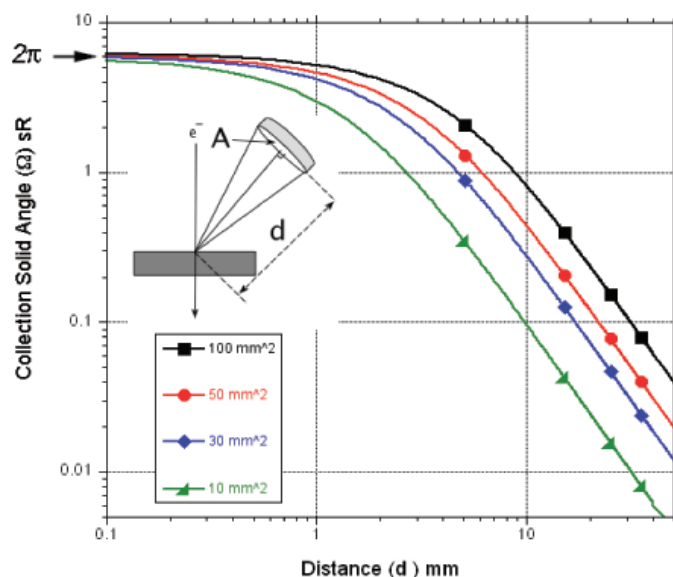 10
2π
1
0.1
0.01
Collection Solid Angle (Ω) sR
e⁻
A
d
100 mm^2
50 mm^2
30 mm^2
10 mm^2
0.1
1
10
Distance (d ) mm